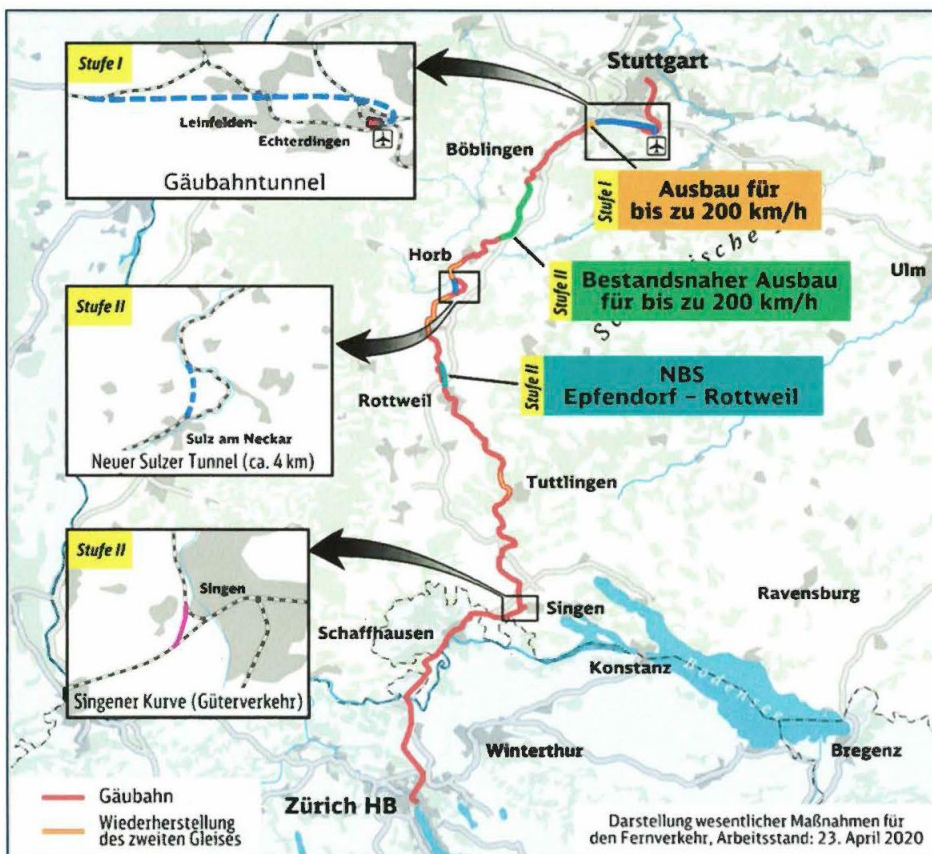 Stufe I
Leinfelden-
Echterdingen
Gäubahntunnel
Stuttgart
Böblingen
Stufe I
Ausbau für
bis zu 200 km/h
Horb
Stufe II
Bestandsnaher Ausbau
für bis zu 200 km/h
Ulm
Stufe II
Sulz am Neckar
Neuer Sulzer Tunnel (ca. 4 km)
Stufe II
NBS
Epfendorf – Rottweil
Rottweil
Tuttlingen
Stufe II
Singen
Singener Kurve (Güterverkehr)
Singen
Ravensburg
Schaffhausen
Konstanz
Bodensee
Winterthur
Bregenz
Zürich HB
Gäubahn
Wiederherstellung
des zweiten Gleises
Darstellung wesentlicher Maßnahmen für
den Fernverkehr, Arbeitsstand: 23. April 2020